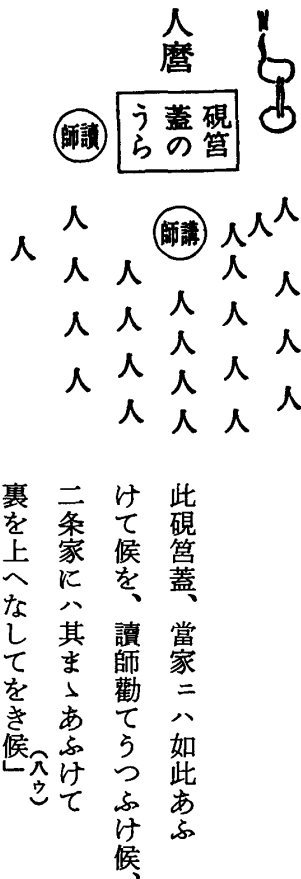 人麿
硯筥
蓋の
うら
讀師
講師
人人人人
人
人人人人人
人人人人
人人人人
人人人人
人
此硯筥蓋、當家ニハ如此あふ
けて候を、讀師勸てうつふけ候、
二条家にハ其まゝあふけて
裏を上へなしてをき候」
(八ウ)